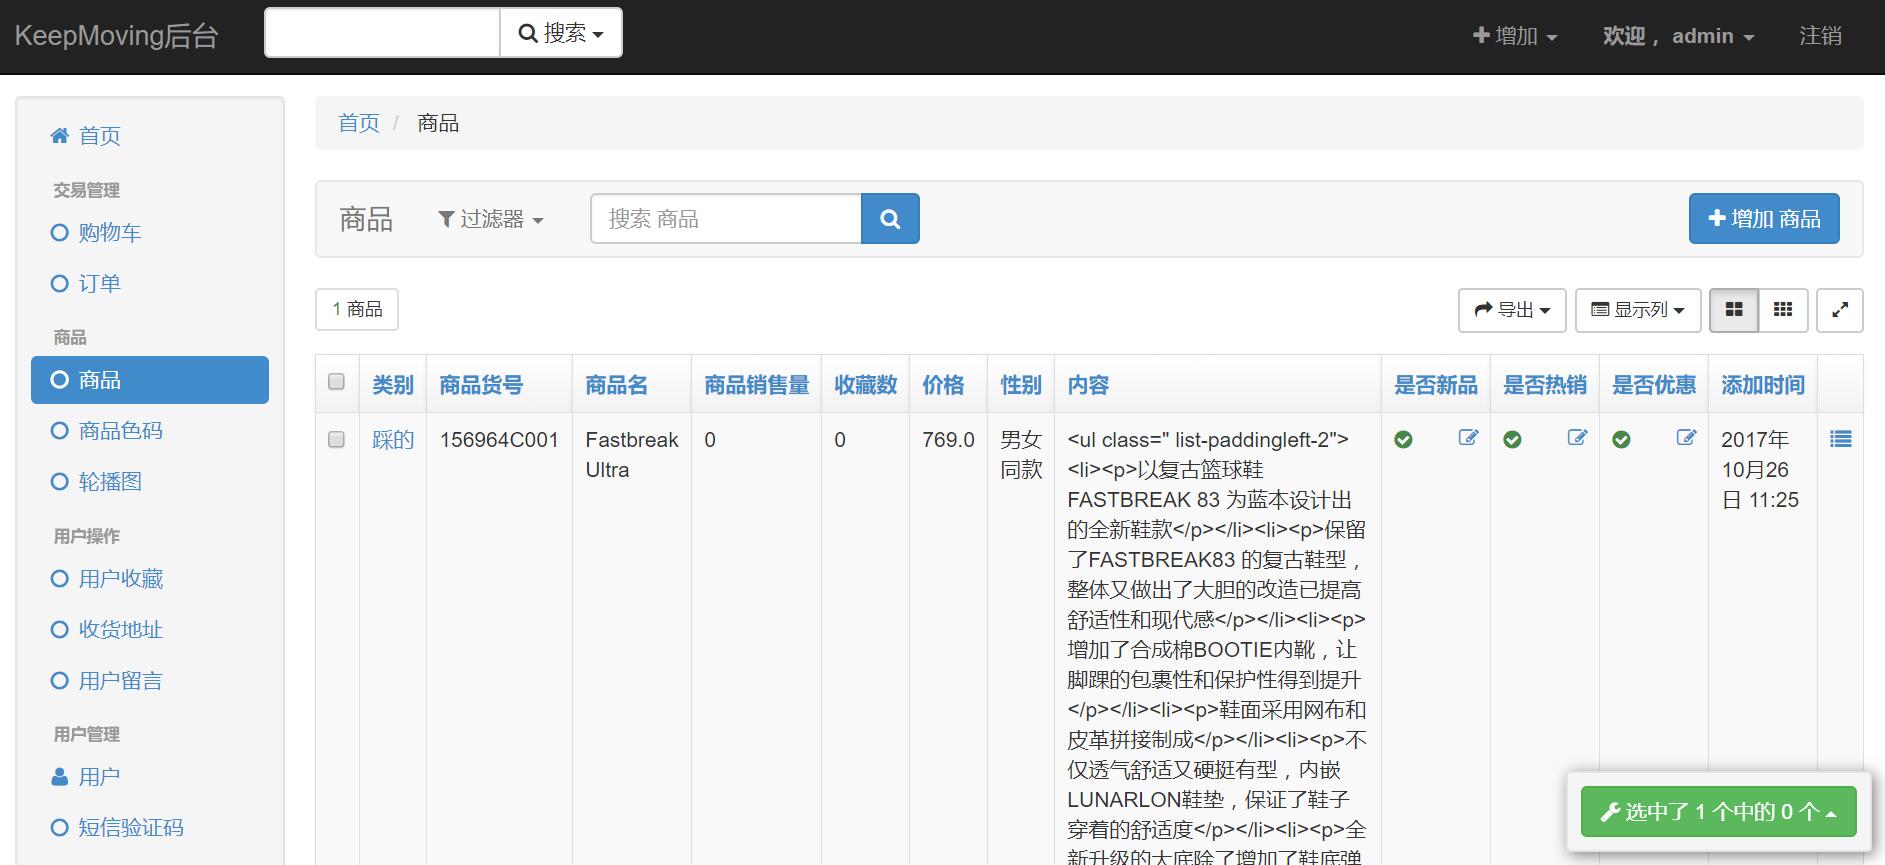 KeepMoving后台
搜索
增加
欢迎， admin
注销
首页
交易管理
购物车
订单
商品
商品
商品色码
轮播图
用户操作
用户收藏
收货地址
用户留言
用户管理
用户
短信验证码
首页 / 商品
商品
过滤器
搜索 商品
增加 商品
1 商品
导出
显示列
类别 商品货号 商品名 商品销售量 收藏数 价格 性别 内容 是否新品 是否热销 是否优惠 添加时间
踩的
156964C001
Fastbreak
Ultra
0
0
769.0
男女
同款
<ul class=" list-paddingleft-2">
<li><p>以复古篮球鞋
FASTBREAK 83 为蓝本设计出
的全新鞋款</p></li><li><p>保留
了FASTBREAK83 的复古鞋型，
整体又做出了大胆的改造已提高
舒适性和现代感</p></li><li><p>
增加了合成棉BOOTIE内靴，让
脚踝的包裹性和保护性得到提升
</p></li><li><p>鞋面采用网布和
皮革拼接制成</p></li><li><p>不
仅透气舒适又硬挺有型，内嵌
LUNARLON鞋垫，保证了鞋子
穿着的舒适度</p></li><li><p>全
新升级的大底除了增加了鞋底弹
2017年
10月26
日 11:25
选中了 1 个中的 0 个